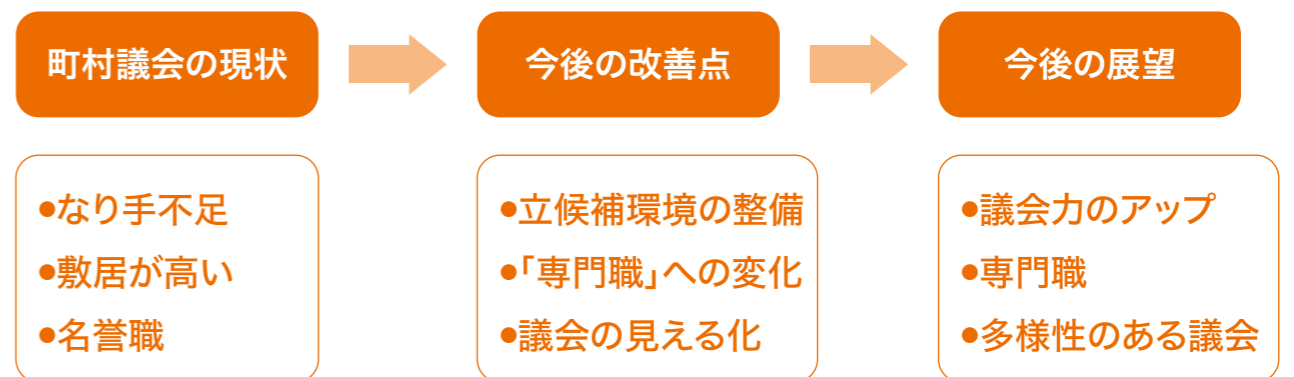 町村議会の現状
今後の改善点
今後の展望
●なり手不足
●敷居が高い
●名誉職
●立候補環境の整備
●「専門職」への変化
●議会の見える化
●議会力のアップ
●専門職
●多様性のある議会